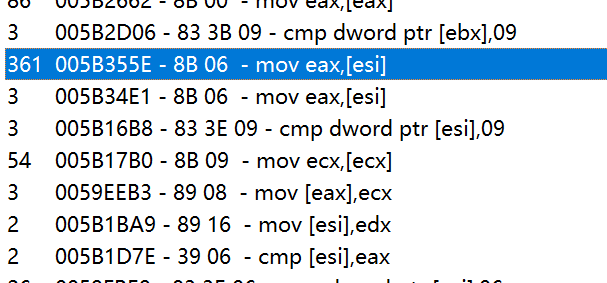 86 005B2662 - 8B 00 - mov eax,[eax]
3 005B2D06 - 83 3B 09 - cmp dword ptr [ebx],09
361 005B355E - 8B 06 - mov eax,[esi]
3 005B34E1 - 8B 06 - mov eax,[esi]
3 005B16B8 - 83 3E 09 - cmp dword ptr [esi],09
54 005B17B0 - 8B 09 - mov ecx,[ecx]
3 0059EEB3 - 89 08 - mov [eax],ecx
2 005B1BA9 - 89 16 - mov [esi],edx
2 005B1D7E - 39 06 - cmp [esi],eax